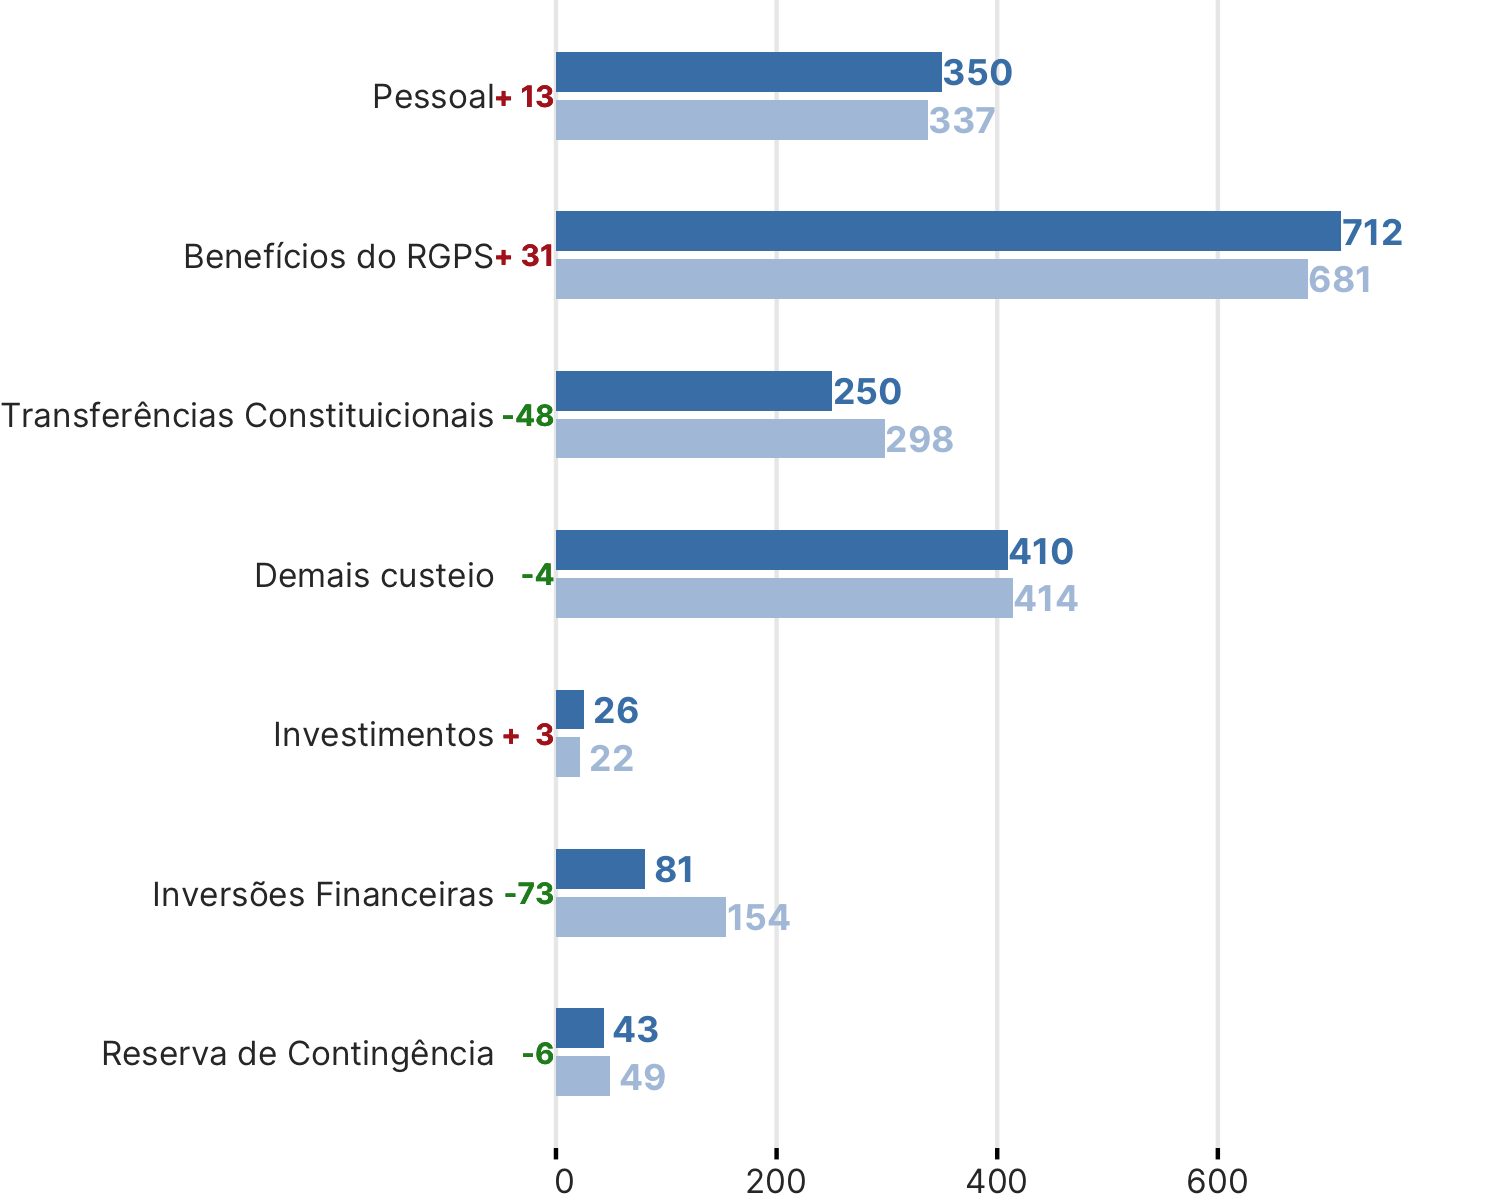 350
Pessoal+ 13
337
712
Benefícios do RGPS+ 31
681
250
Transferências Constituicionais -48
298
410
Demais custeio -4
414
26
Investimentos + 3
22
81
Inversões Financeiras -73
154
43
Reserva de Contingência -6
49
0 200 400 600